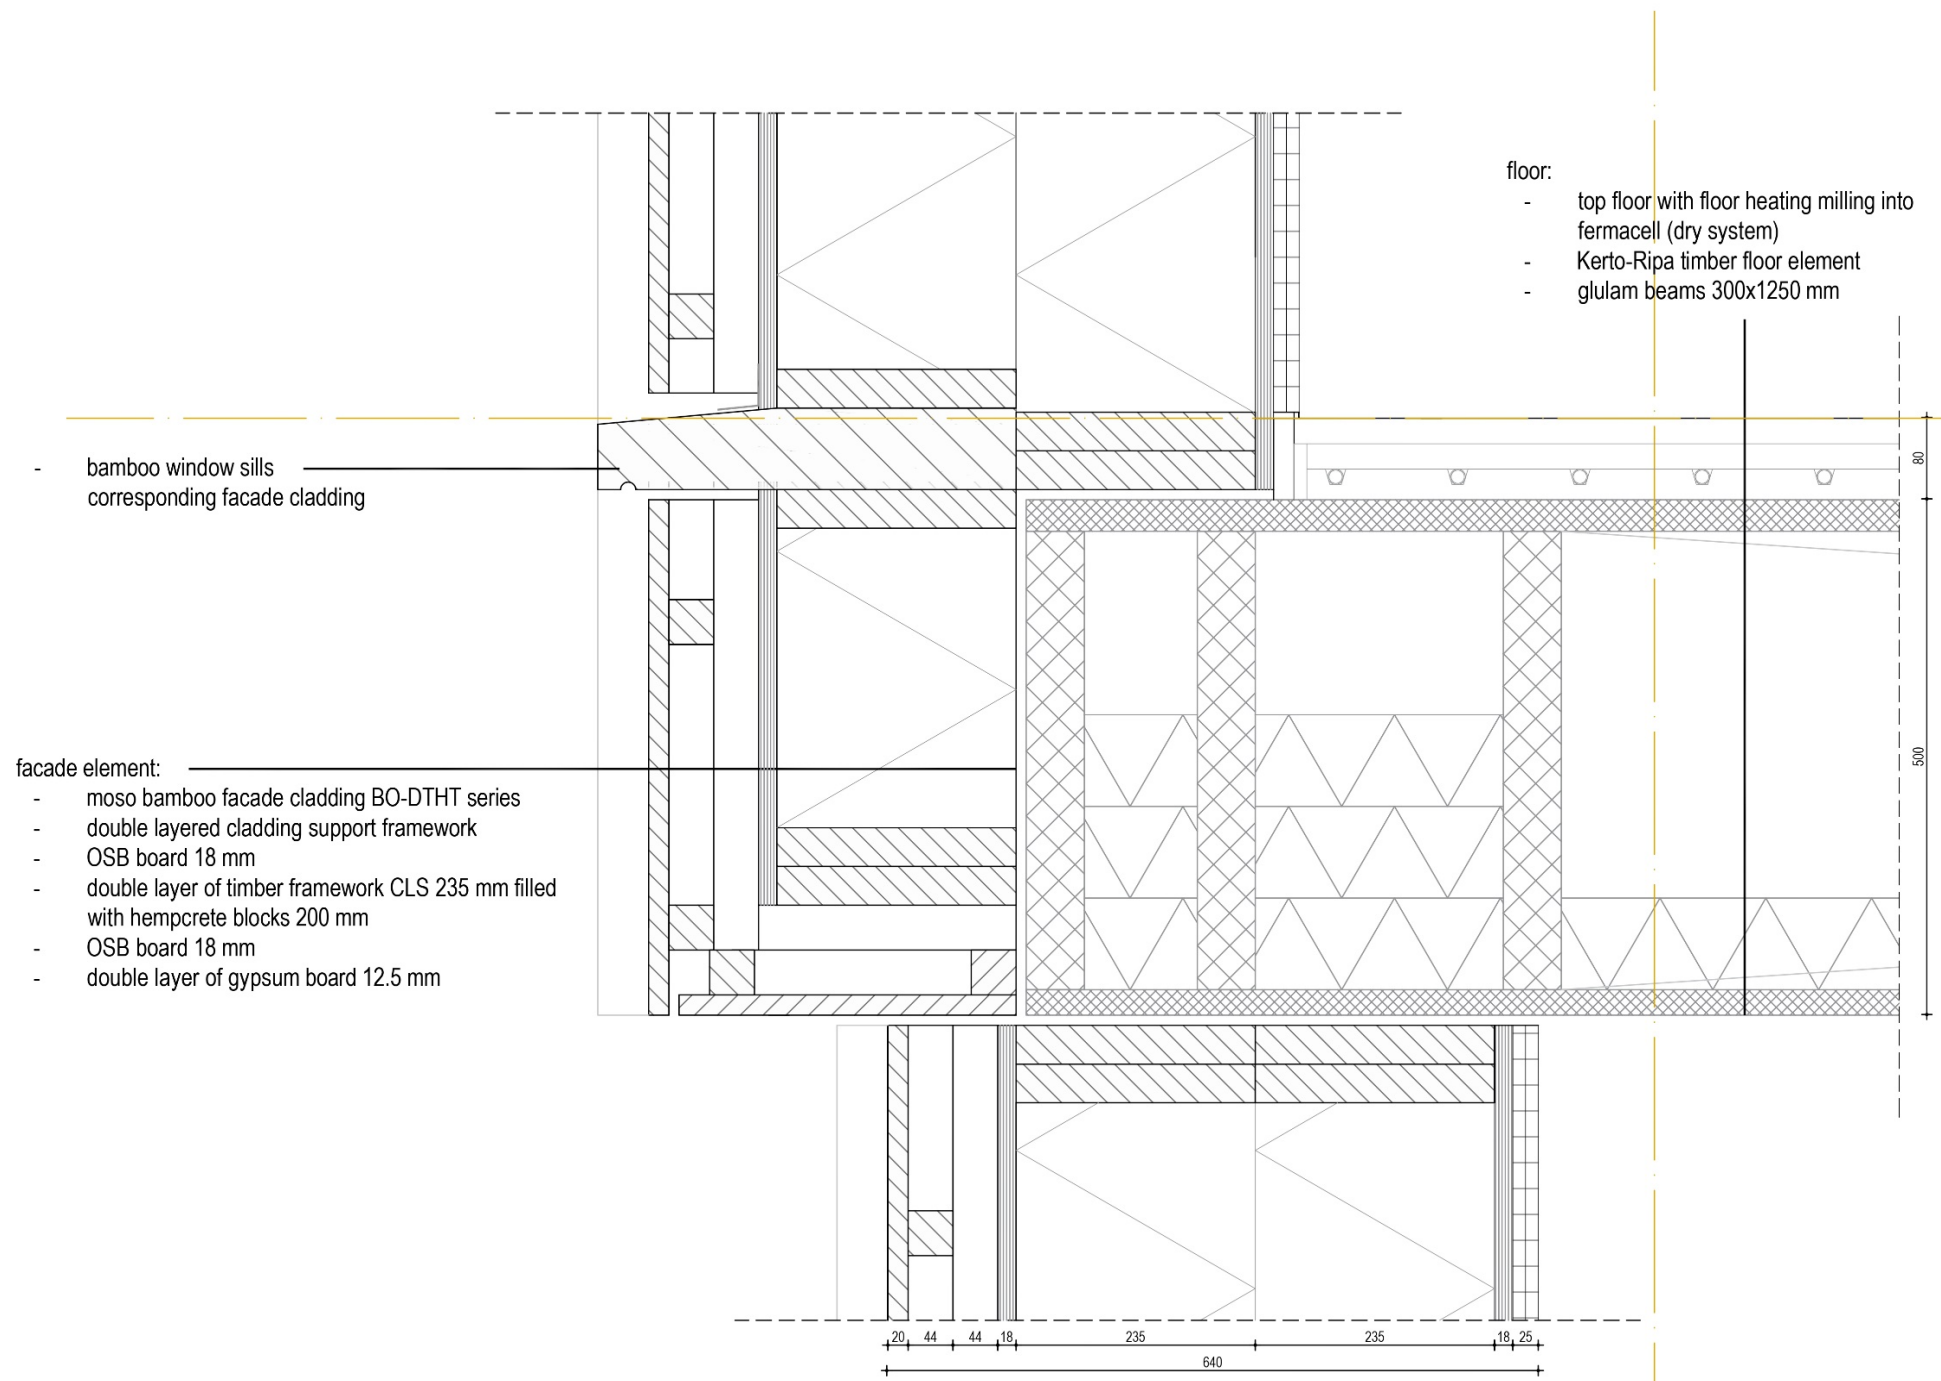 floor:
- top floor with floor heating milling into
fermacell (dry system)
- Kerto-Ripa timber floor element
- glulam beams 300x1250 mm
80
- bamboo window sills
corresponding facade cladding
500
facade element:
- moso bamboo facade cladding BO-DTHT series
- double layered cladding support framework
- OSB board 18 mm
- double layer of timber framework CLS 235 mm filled
with hempcrete blocks 200 mm
- OSB board 18 mm
- double layer of gypsum board 12.5 mm
20 44 44 18 235 235 18 25
640